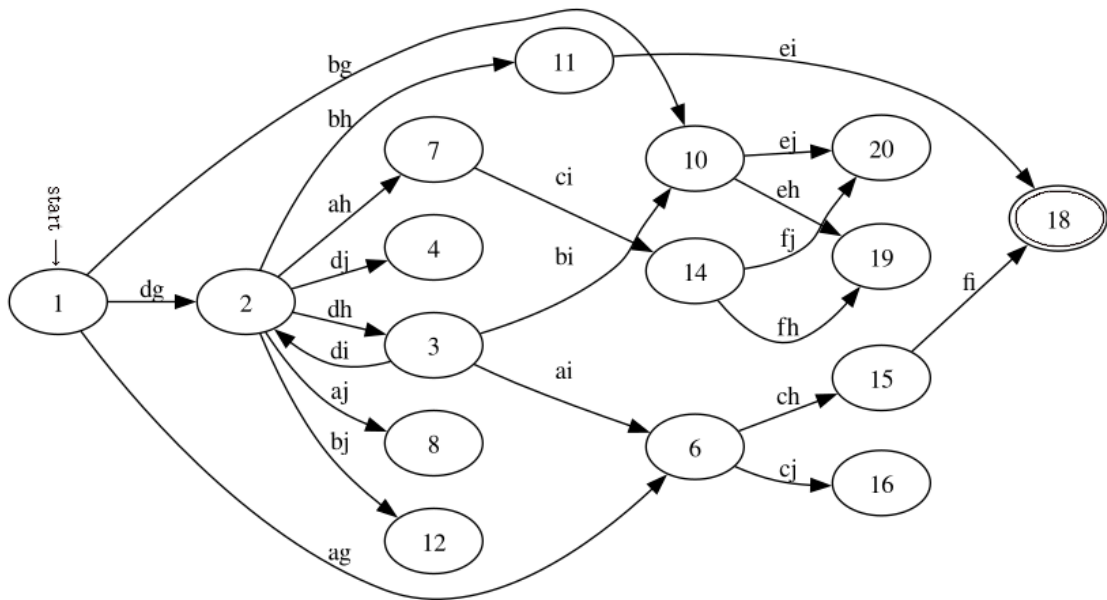 ei
11
bg
bh
7
ej
20
10
ci
eh
ah
start →
18
4
dj
fj
19
bi
14
1
dg
2
dh
fi
fh
di
3
ai
15
aj
ch
8
6
bj
cj
16
12
ag